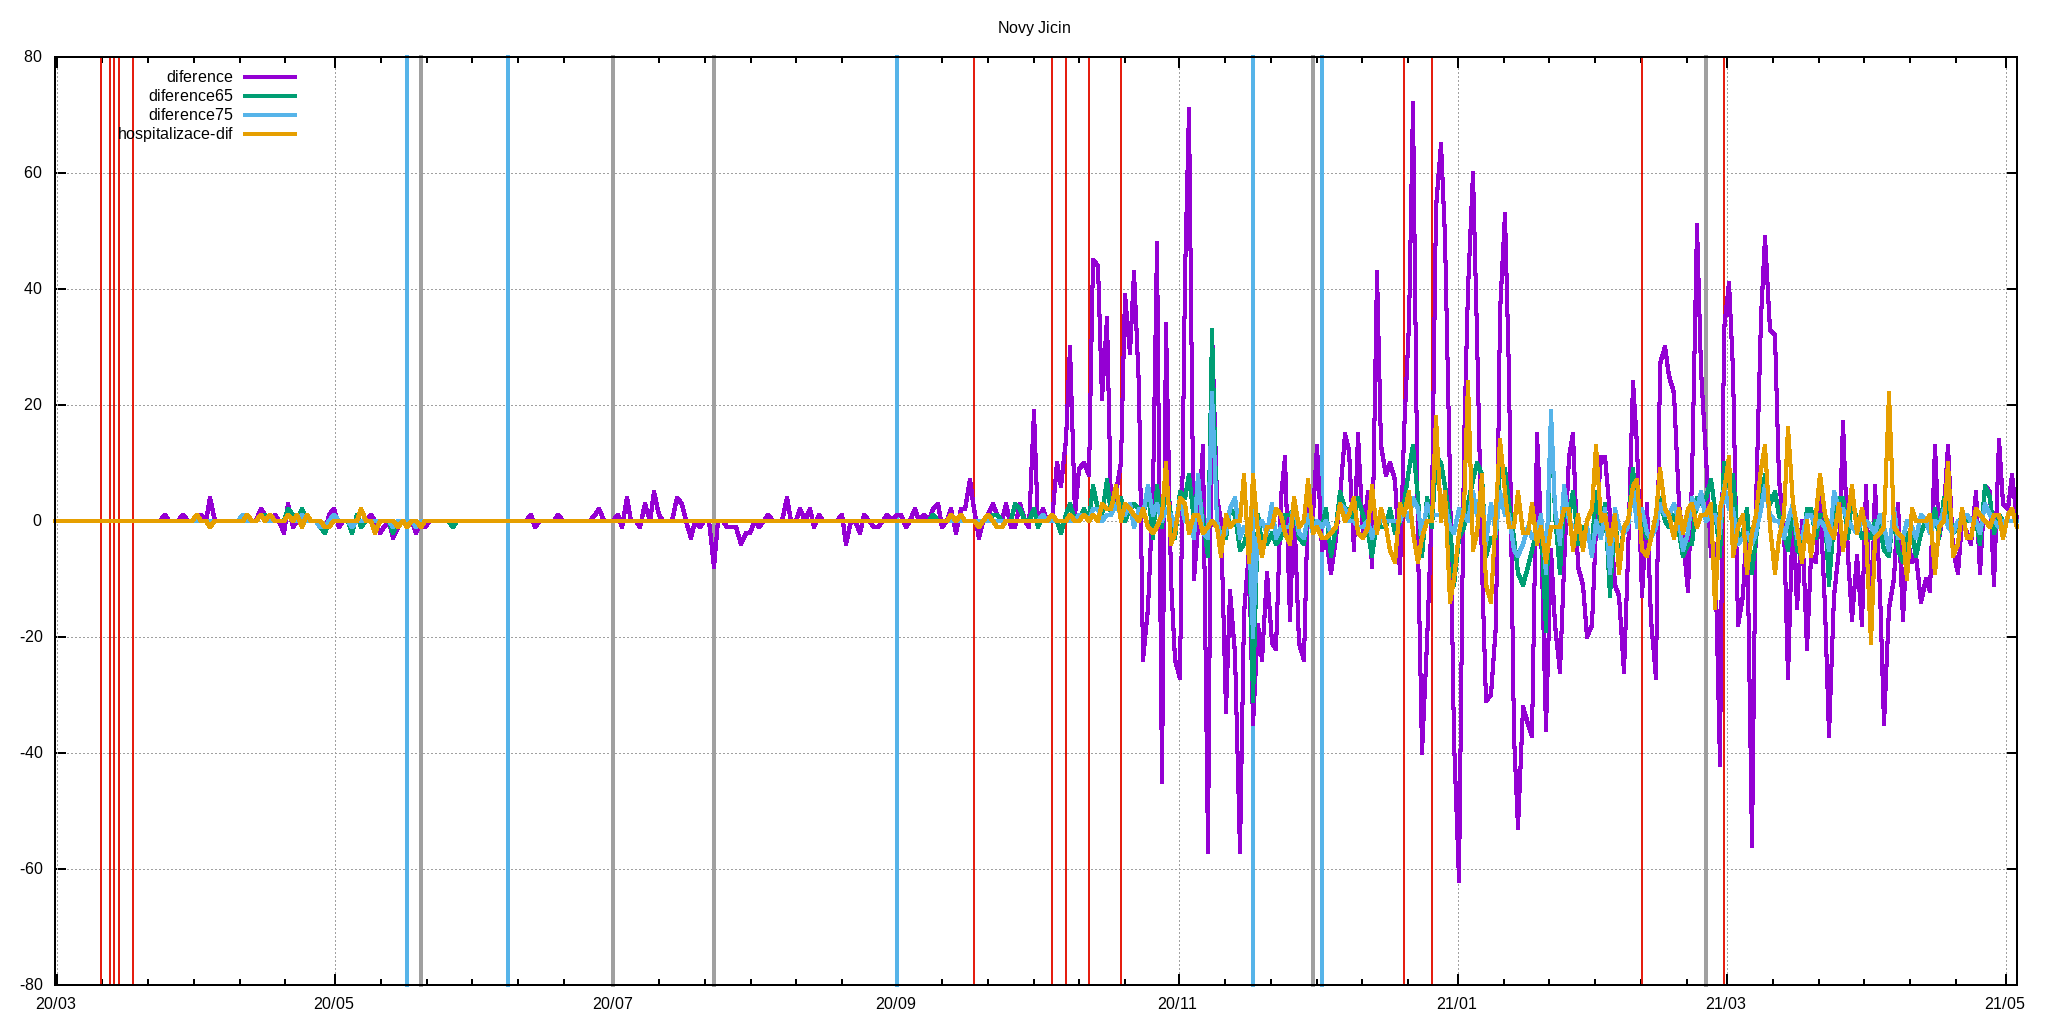 Novy Jicin
80
diference
diference65
diference75
hospitalizace-dif
60
40
20
0
-20
-40
-60
-80
20/03 20/05 20/07 20/09 20/11 21/01 21/03 21/05